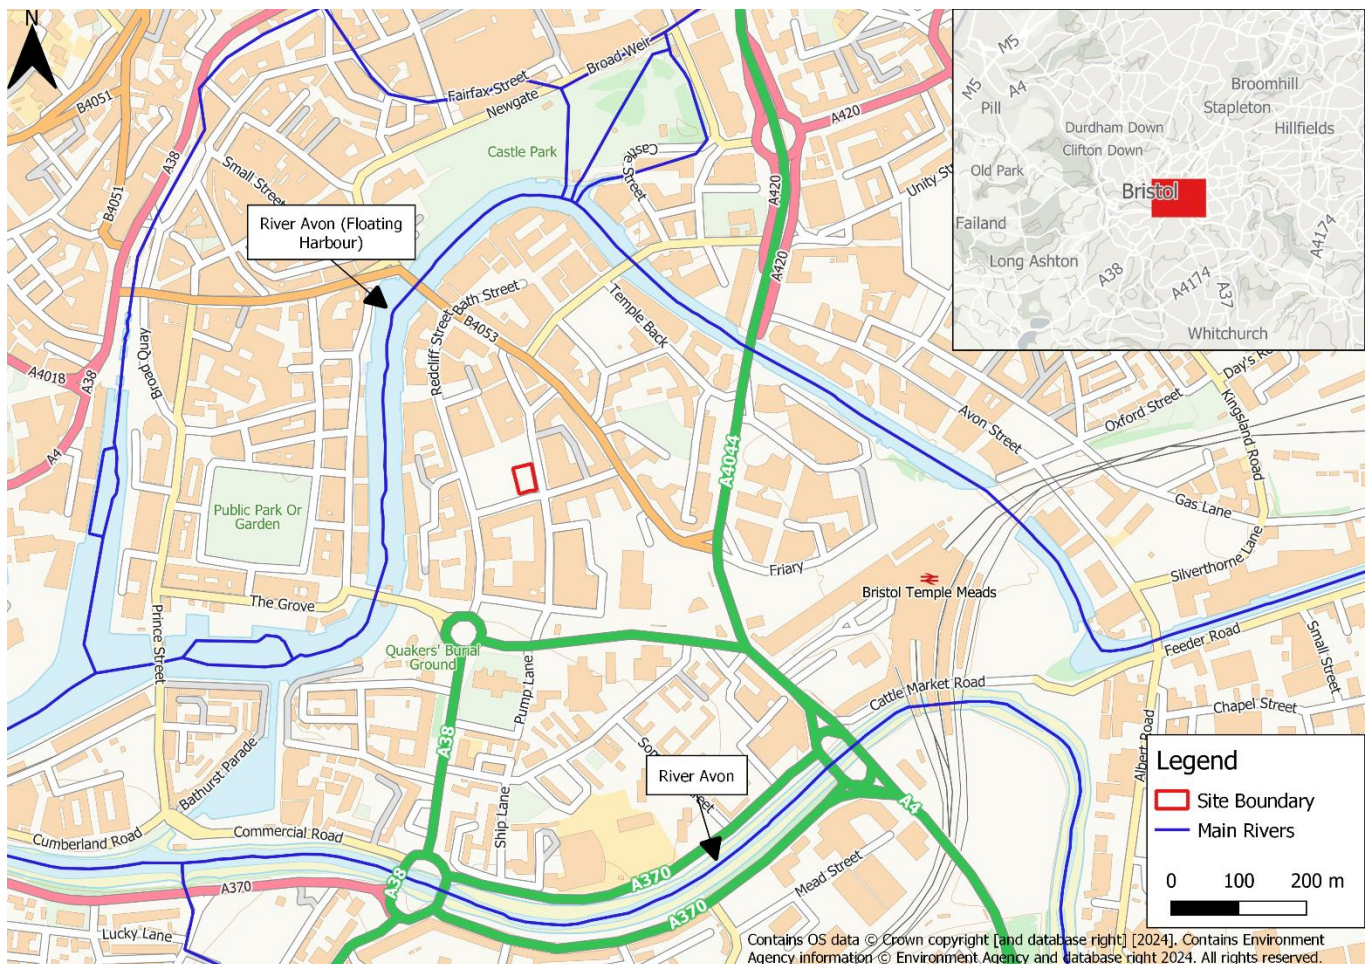 N
B4051
A38
B4051
Small Street
Fairfax Street
Newgate
Broad Weir
Castle Park
Castle Street
A420
A420
A420
Unity St
River Avon (Floating
Harbour)
Redcliff Street
Bath Street
B4053
Temple Back
Broad Quay
A4018
A38
A4
Public Park Or
Garden
A4044
Avon Street
Oxford Street
Day's R
Kingsland Road
Gas Lane
Silverthorne Lane
Friary
Bristol Temple Meads
Feeder Road
Small Street
Chapel Street
Albert Road
Cattle Market Road
The Grove
Prince Street
Quakers' Burial
Ground
Pump Lane
A38
Ship Lane
Som
reet
River Avon
Bathurst Parade
Cumberland Road
Commercial Road
A370
A38
A370
A370
A4
Mead Street
Lucky Lane
M5
M5
A4
Pill
Broomhill
Stapleton
Hillfields
Durdham Down
Clifton Down
Old Park
Bristol
Failand
Long Ashton
A38
A4174
A37
A4174
Whitchurch
Legend
Site Boundary
Main Rivers
0 100 200 m
Contains OS data © Crown copyright [and database right] [2024]. Contains Environment
Agency information © Environment Agency and database right 2024. All rights reserved.